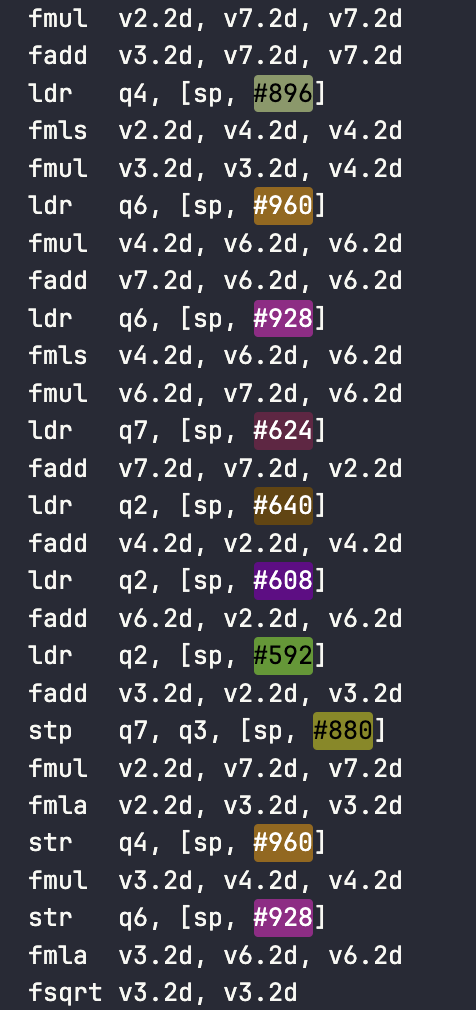 fmul v2.2d, v7.2d, v7.2d
fadd v3.2d, v7.2d, v7.2d
ldr q4, [sp, #896]
fmls v2.2d, v4.2d, v4.2d
fmul v3.2d, v3.2d, v4.2d
ldr q6, [sp, #960]
fmul v4.2d, v6.2d, v6.2d
fadd v7.2d, v6.2d, v6.2d
ldr q6, [sp, #928]
fmls v4.2d, v6.2d, v6.2d
fmul v6.2d, v7.2d, v6.2d
ldr q7, [sp, #624]
fadd v7.2d, v7.2d, v2.2d
ldr q2, [sp, #640]
fadd v4.2d, v2.2d, v4.2d
ldr q2, [sp, #608]
fadd v6.2d, v2.2d, v6.2d
ldr q2, [sp, #592]
fadd v3.2d, v2.2d, v3.2d
stp q7, q3, [sp, #880]
fmul v2.2d, v7.2d, v7.2d
fmla v2.2d, v3.2d, v3.2d
str q4, [sp, #960]
fmul v3.2d, v4.2d, v4.2d
str q6, [sp, #928]
fmla v3.2d, v6.2d, v6.2d
fsqrt v3.2d, v3.2d